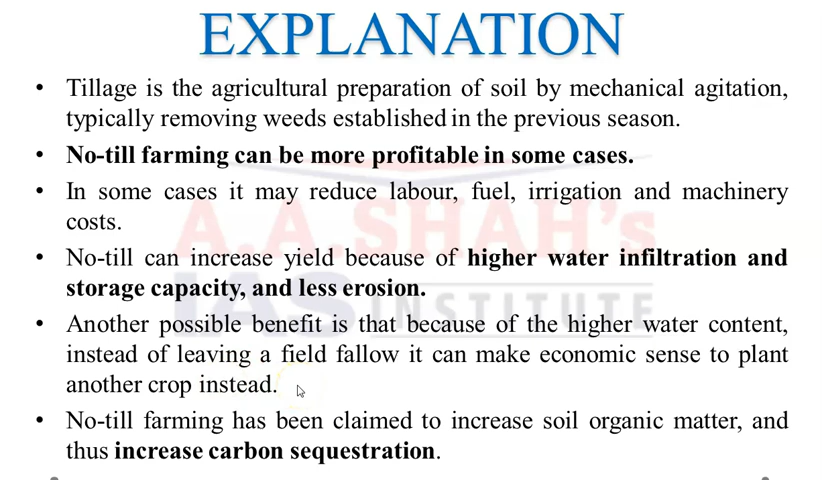 EXPLANATION
• Tillage is the agricultural preparation of soil by mechanical agitation,
typically removing weeds established in the previous season.
• No-till farming can be more profitable in some cases.
• In some cases it may reduce labour, fuel, irrigation and machinery
costs.
• No-till can increase yield because of higher water infiltration and
storage capacity, and less erosion.
• Another possible benefit is that because of the higher water content,
instead of leaving a field fallow it can make economic sense to plant
another crop instead.
• No-till farming has been claimed to increase soil organic matter, and
thus increase carbon sequestration.
A.A.SHAH's
IAS INSTITUTE